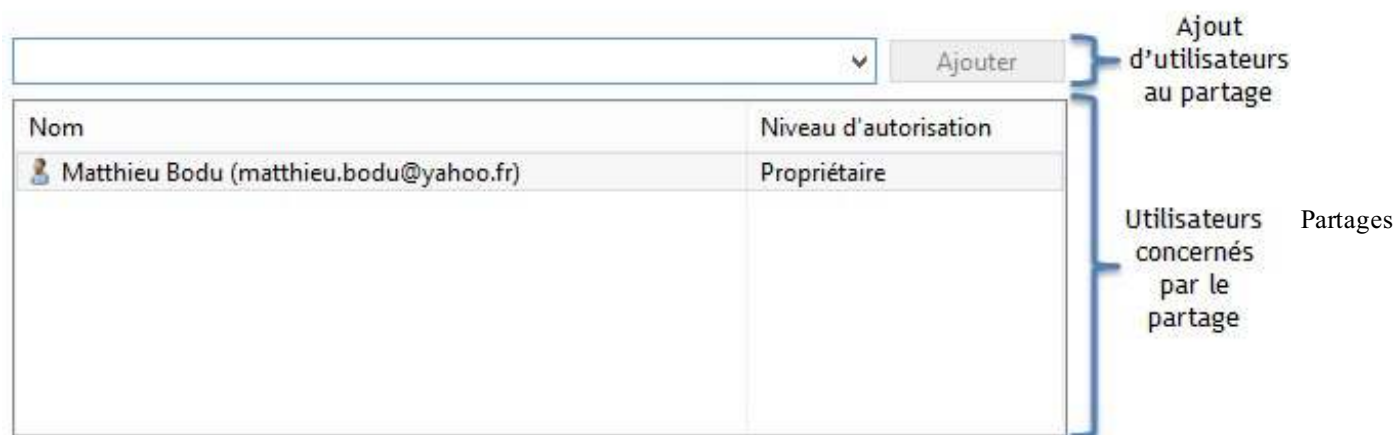 Ajout
d'utilisateurs
au partage
Ajouter
Nom Niveau d'autorisation
Matthieu Bodu (matthieu.bodu@yahoo.fr) Propriétaire
Utilisateurs
concernés
par le
partage
Partages